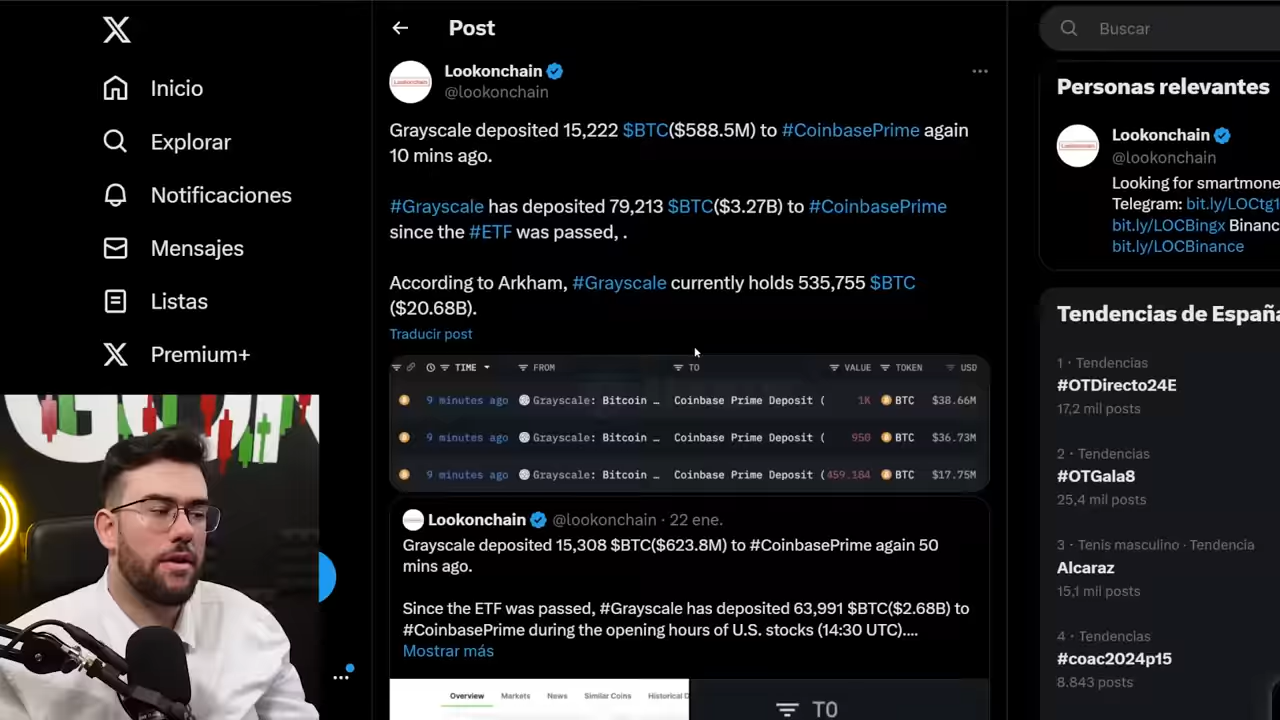 Inicio
Explorar
Notificaciones
Mensajes
Listas
Premium+
Post
Lookonchain
@lookonchain
Grayscale deposited 15,222 $BTC($588.5M) to #CoinbasePrime again
10 mins ago.
#Grayscale has deposited 79,213 $BTC($3.27B) to #CoinbasePrime
since the #ETF was passed, .
According to Arkham, #Grayscale currently holds 535,755 $BTC
($20.68B).
Traducir post
TIME FROM TO VALUE TOKEN USD
9 minutes ago Grayscale: Bitcoin … Coinbase Prime Deposit ( 1K BTC $38.66M
9 minutes ago Grayscale: Bitcoin … Coinbase Prime Deposit ( 950 BTC $36.73M
9 minutes ago Grayscale: Bitcoin … Coinbase Prime Deposit (459.184 BTC $17.75M
Lookonchain @lookonchain · 22 ene.
Grayscale deposited 15,308 $BTC($623.8M) to #CoinbasePrime again 50
mins ago.
Since the ETF was passed, #Grayscale has deposited 63,991 $BTC($2.68B) to
#CoinbasePrime during the opening hours of U.S. stocks (14:30 UTC)....
Mostrar más
Overview Markets News Similar Coins Historical D
TO
Buscar
Personas relevantes
Lookonchain
@lookonchain
Looking for smartmone
Telegram: bit.ly/LOCtg1
bit.ly/LOCBingx Binanc
bit.ly/LOCBinance
Tendencias de España
1 · Tendencias
#OTDirecto24E
17,2 mil posts
2 · Tendencias
#OTGala8
25,4 mil posts
3 · Tenis masculino · Tendencia
Alcaraz
15,1 mil posts
4 · Tendencias
#coac2024p15
8.843 posts